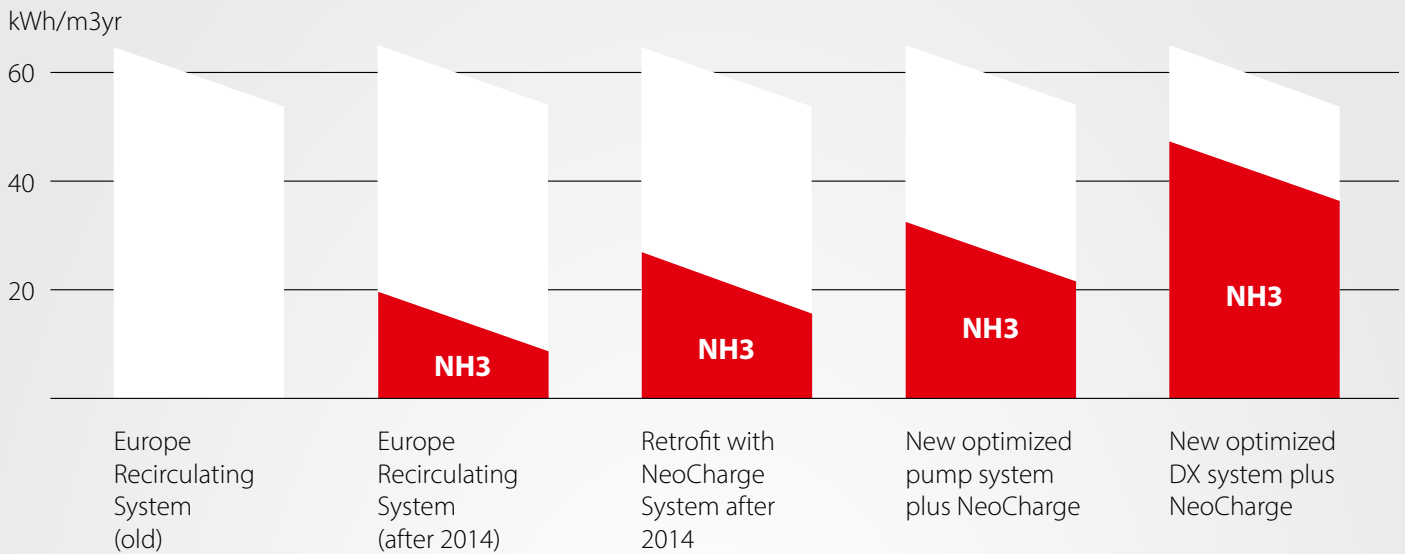 kWh/m3yr
60
40
20
NH3
NH3
NH3
NH3
Europe
Recirculating
System
(old)
Europe
Recirculating
System
(after 2014)
Retrofit with
NeoCharge
System after
2014
New optimized
pump system
plus NeoCharge
New optimized
DX system plus
NeoCharge